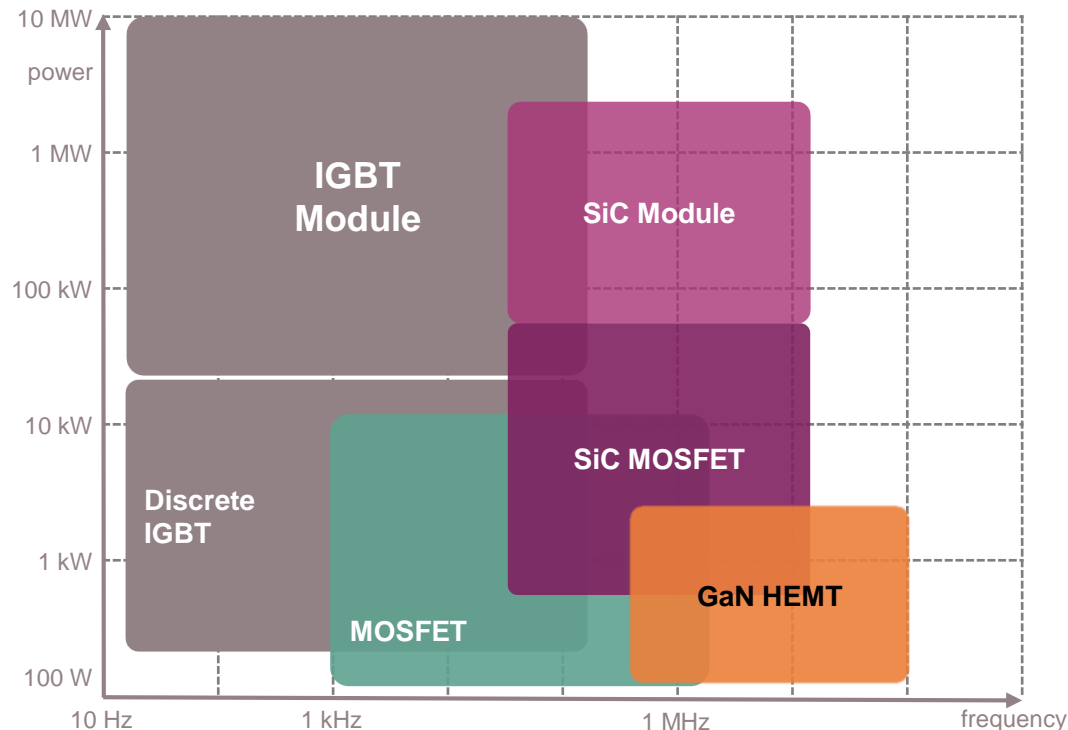 10 MW
power
1 MW
100 kW
10 kW
1 kW
100 W
IGBT
Module
SiC Module
SiC MOSFET
Discrete
IGBT
GaN HEMT
MOSFET
10 Hz
1 kHz
1 MHz
frequency